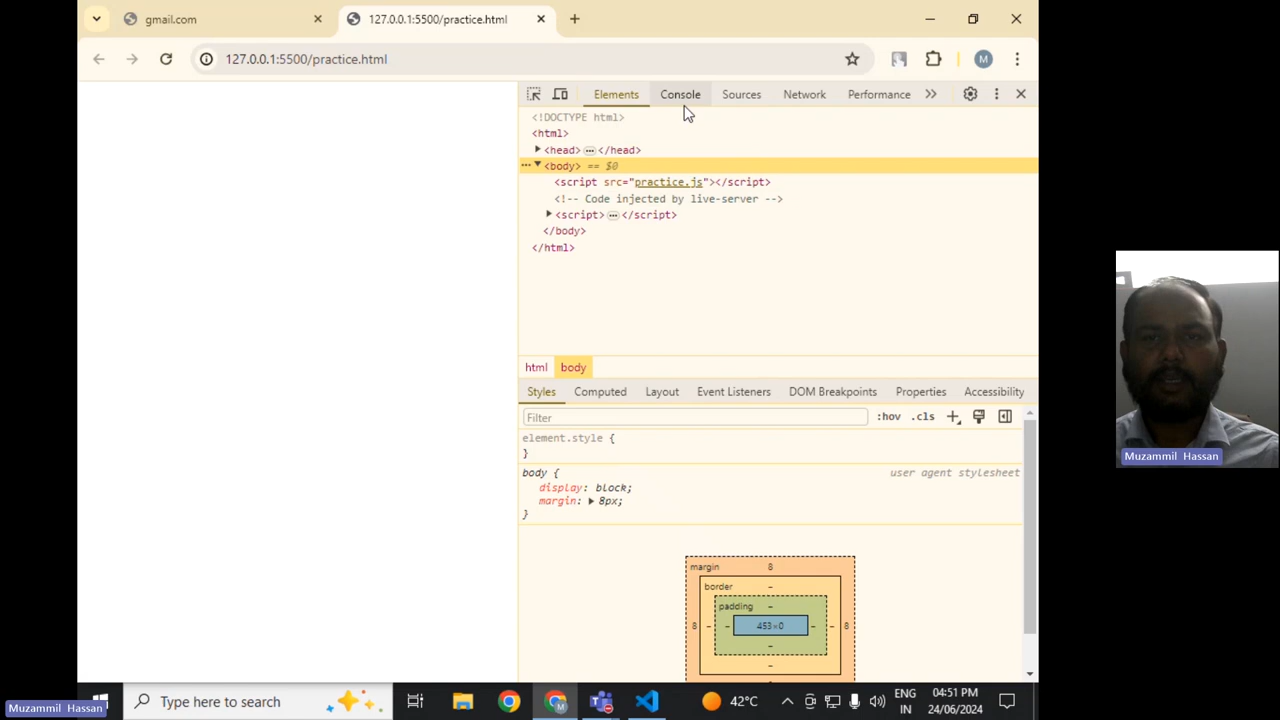 gmail.com
127.0.0.1:5500/practice.html
127.0.0.1:5500/practice.html
M
Elements Console Sources Network Performance
<!DOCTYPE html>
<html>
<head> … </head>
<body> == $0
<script src="practice.js"></script>
<!-- Code injected by live-server -->
<script> … </script>
</body>
</html>
html body
Styles Computed Layout Event Listeners DOM Breakpoints Properties Accessibility
Filter :hov .cls
element.style {
}
body { user agent stylesheet
display: block;
margin: 8px;
}
margin 8
border -
padding -
8 - - 453×0 - - 8
-
-
Muzammil Hassan
Type here to search
42°C
ENG
IN
04:51 PM
24/06/2024
Muzammil Hassan